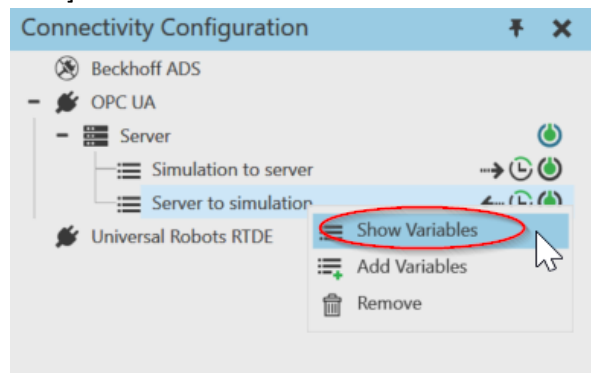 Connectivity Configuration
Beckhoff ADS
OPC UA
Server
Simulation to server
Server to simulation
Show Variables
Universal Robots RTDE
Add Variables
Remove